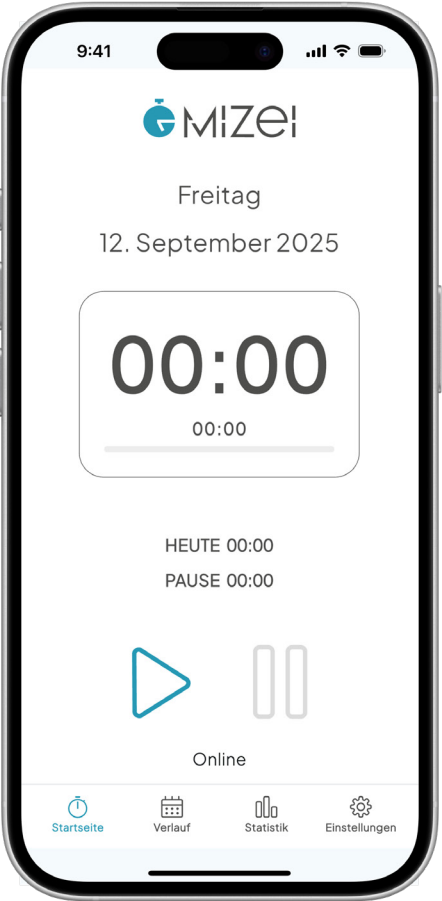 9:41
MIZEI
Freitag
12. September 2025
00:00
00:00
HEUTE 00:00
PAUSE 00:00
Online
Startseite Verlauf Statistik Einstellungen